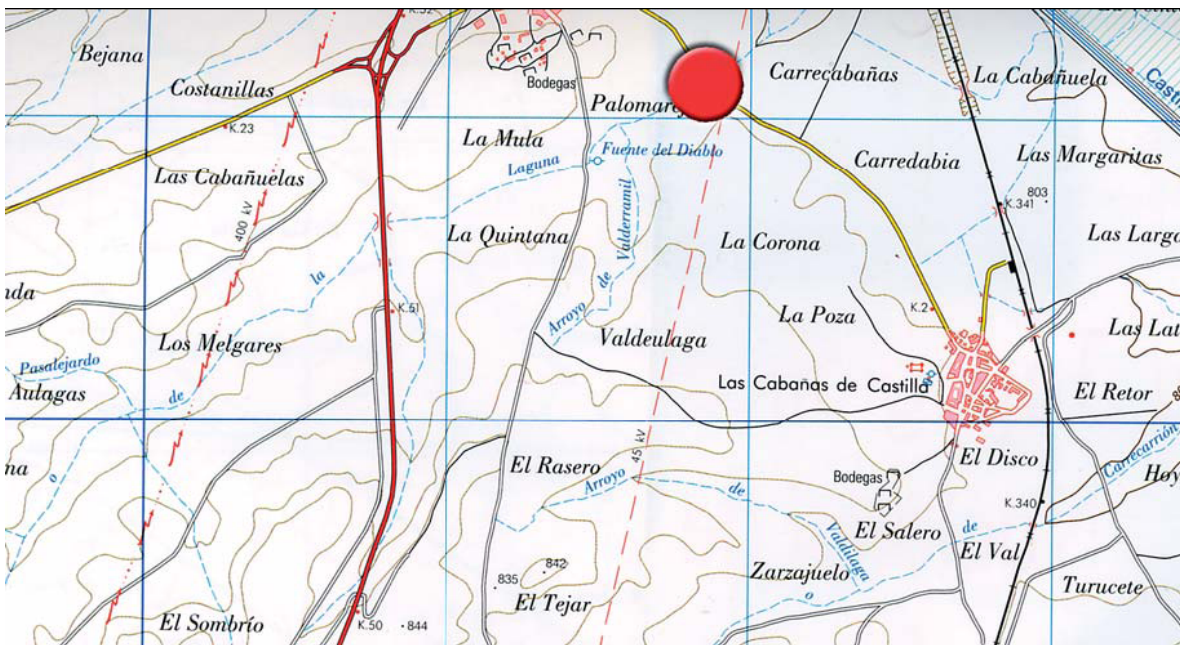 K.52
Bejana
Costanillas
Bodegas
Carrecabañas
La Cabañuela
K.23
La Mula
Laguna
Fuente del Diablo
Carredabia
Las Margaritas
Las Cabañuelas
803
K.341
400 kV
La Quintana
Valderramil
La Corona
de
la
Arroyo
K.51
K.2
La Poza
Los Melgares
Valdeulaga
Pasalejardo
Aulagas
de
Las Cabañas de Castilla
El Retor
45 kV
El Rasero
Arroyo
de
El Disco
Carrecarrión
Bodegas
K.340
El Salero
de
Valdilaga
El Val
842
835
Zarzajuelo
El Tejar
o
Turucete
El Sombrío
K.50
844